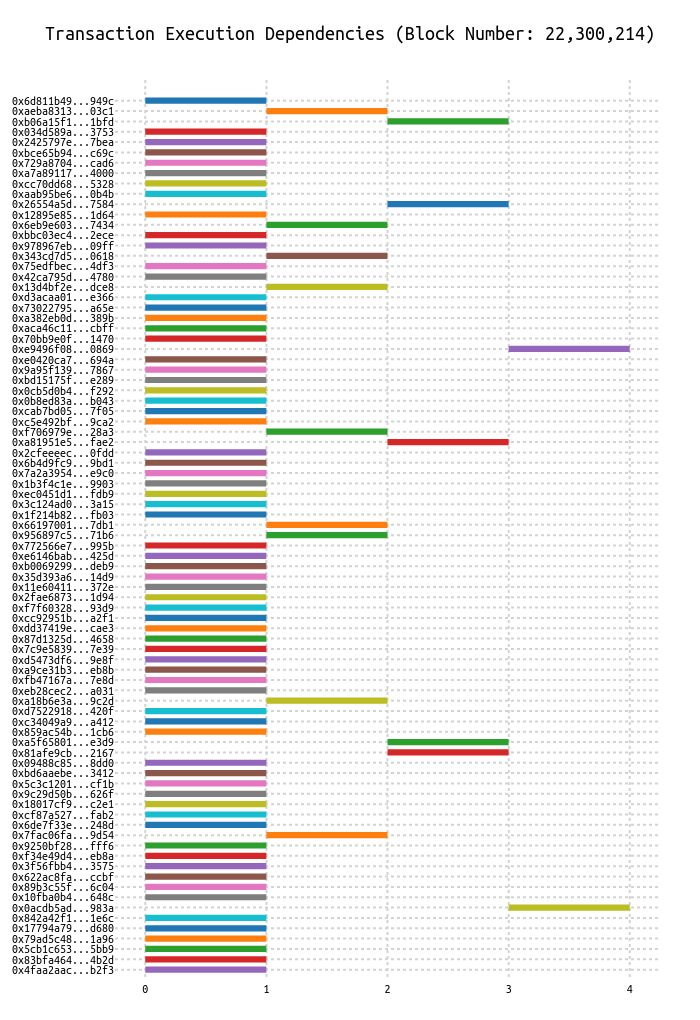 Transaction Execution Dependencies (Block Number: 22,300,214)
0x6d811b49...949c
0xaeba8313...03c1
0xb06a15f1...1bfd
0x034d589a...3753
0x2425797e...7bea
0xbce65b94...c69c
0x729a8704...cad6
0xa7a89117...4000
0xcc70dd68...5328
0xaab95be6...0b4b
0x26554a5d...7584
0x12895e85...1d64
0x6eb9e603...7434
0xbbc03ec4...2ece
0x978967eb...09ff
0x343cd7d5...0618
0x75edfbec...4df3
0x42ca795d...4780
0x13d4bf2e...dce8
0xd3acaa01...e366
0x73022795...a65e
0xa382eb0d...389b
0xaca46c11...cbff
0x70bb9e0f...1470
0xe9496f08...0869
0xe0420ca7...694a
0x9a95f139...7867
0xbd15175f...e289
0x0cb5d0b4...f292
0x0b8ed83a...b043
0xcab7bd05...7f05
0xc5e492bf...9ca2
0xf706979e...28a3
0xa81951e5...fae2
0x2cfeeeec...0fdd
0x6b4d9fc9...9bd1
0x7a2a3954...e9c0
0x1b3f4c1e...9903
0xec0451d1...fdb9
0x3c124ad0...3a15
0x1f214b82...fb03
0x66197001...7db1
0x956897c5...71b6
0x772566e7...995b
0xe6146bab...425d
0xb0069299...deb9
0x35d393a6...14d9
0x11e60411...372e
0x2fae6873...1d94
0xf7f60328...93d9
0xcc92951b...a2f1
0xdd37419e...cae3
0x87d1325d...4658
0x7c9e5839...7e39
0xd5473df6...9e8f
0xa9ce31b3...eb8b
0xfb47167a...7e8d
0xeb28cec2...a031
0xa18b6e3a...9c2d
0xd7522918...420f
0xc34049a9...a412
0x859ac54b...1cb6
0xa5f65801...e3d9
0x81afe9cb...2167
0x09488c85...8dd0
0xbd6aaebe...3412
0x5c3c1201...cf1b
0x9c29d50b...626f
0x18017cf9...c2e1
0xcf87a527...fab2
0x6de7f33e...248d
0x7fac06fa...9d54
0x9250bf28...fff6
0xf34e49d4...eb8a
0x3f56fbb4...3575
0x622ac8fa...ccbf
0x89b3c55f...6c04
0x10fba0b4...648c
0x0acdb5ad...983a
0x842a42f1...1e6c
0x17794a79...d680
0x79ad5c48...1a96
0x5cb1c653...5bb9
0x83bfa464...4b2d
0x4faa2aac...b2f3
0 1 2 3 4